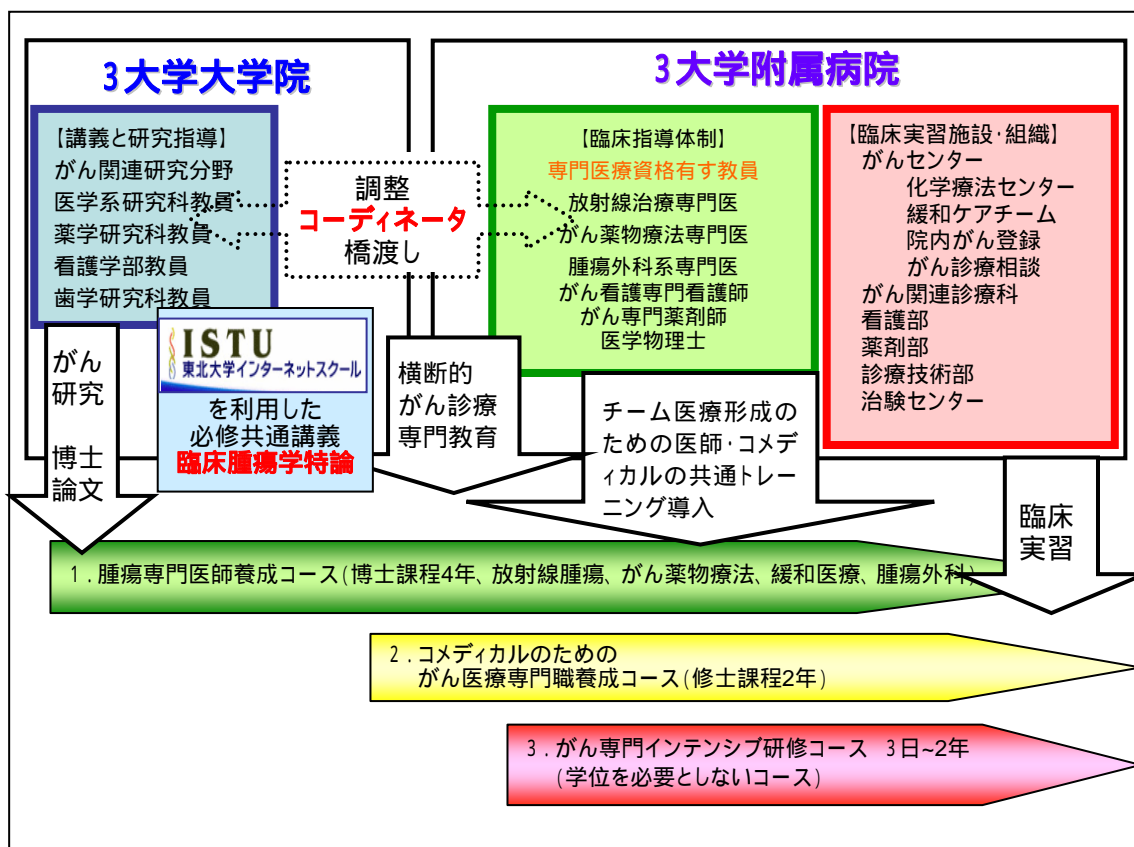 3大学大学院
【講義と研究指導】
がん関連研究分野
医学系研究科教員
薬学研究科教員
看護学部教員
歯学研究科教員
調整
コーディネータ
橋渡し
3大学附属病院
【臨床指導体制】
専門医療資格有す教員
放射線治療専門医
がん薬物療法専門医
腫瘍外科系専門医
がん看護専門看護師
がん専門薬剤師
医学物理士
【臨床実習施設・組織】
がんセンター
化学療法センター
緩和ケアチーム
院内がん登録
がん診療相談
がん関連診療科
看護部
薬剤部
診療技術部
治験センター
がん
研究
博士
論文
ISTU
東北大学インターネットスクール
を利用した
必修共通講義
臨床腫瘍学特論
横断的
がん診療
専門教育
チーム医療形成の
ための医師・コメデ
ィカルの共通トレー
ニング導入
臨床
実習
1.腫瘍専門医師養成コース(博士課程4年、放射線腫瘍、がん薬物療法、緩和医療、腫瘍外科)
2.コメディカルのための
がん医療専門職養成コース(修士課程2年)
3.がん専門インテンシブ研修コース 3日~2年
(学位を必要としないコース)